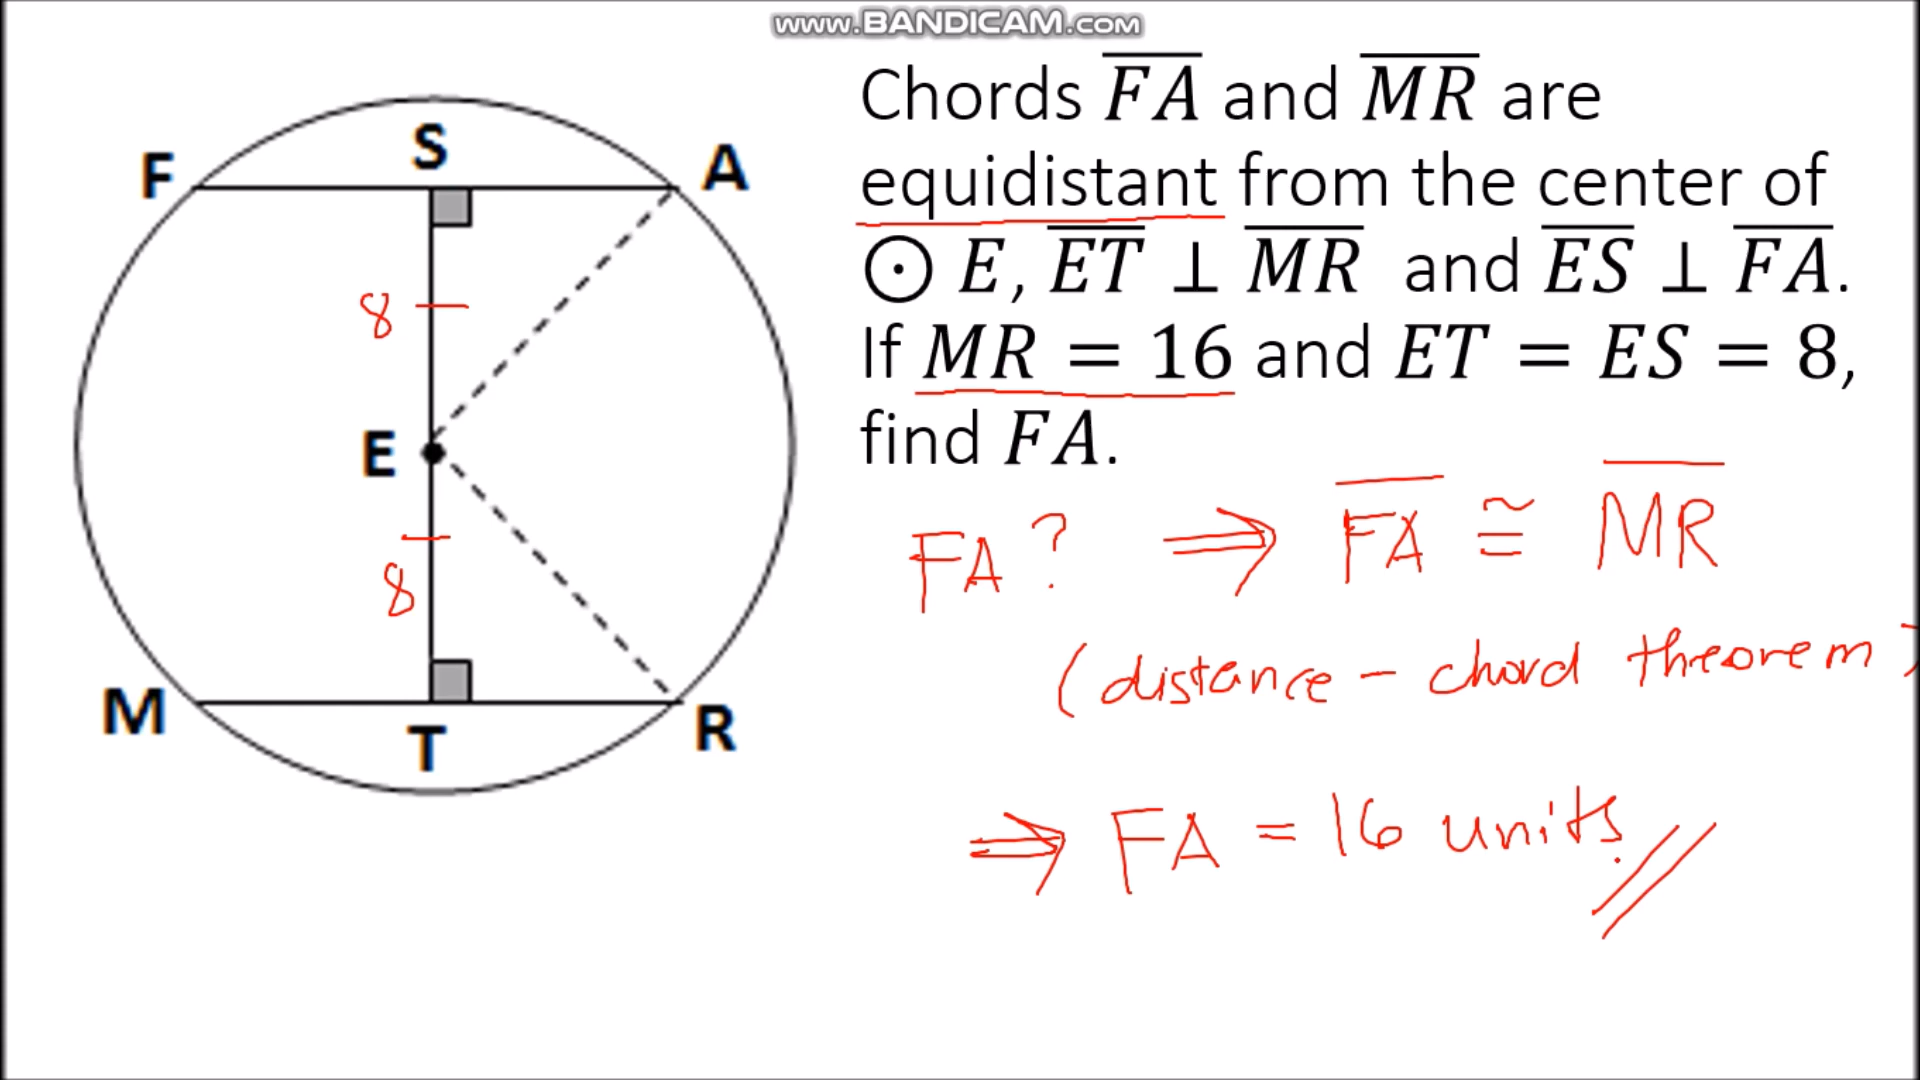 www.BANDICAM.com
Chords FA and MR are
equidistant from the center of
⊙ E, ET ⊥ MR and ES ⊥ FA.
If MR = 16 and ET = ES = 8,
find FA.
F
S
A
8
E
8
M
T
R
FA? ⇒ FA ≅ MR
(distance - chord theorem)
⇒ FA = 16 units.